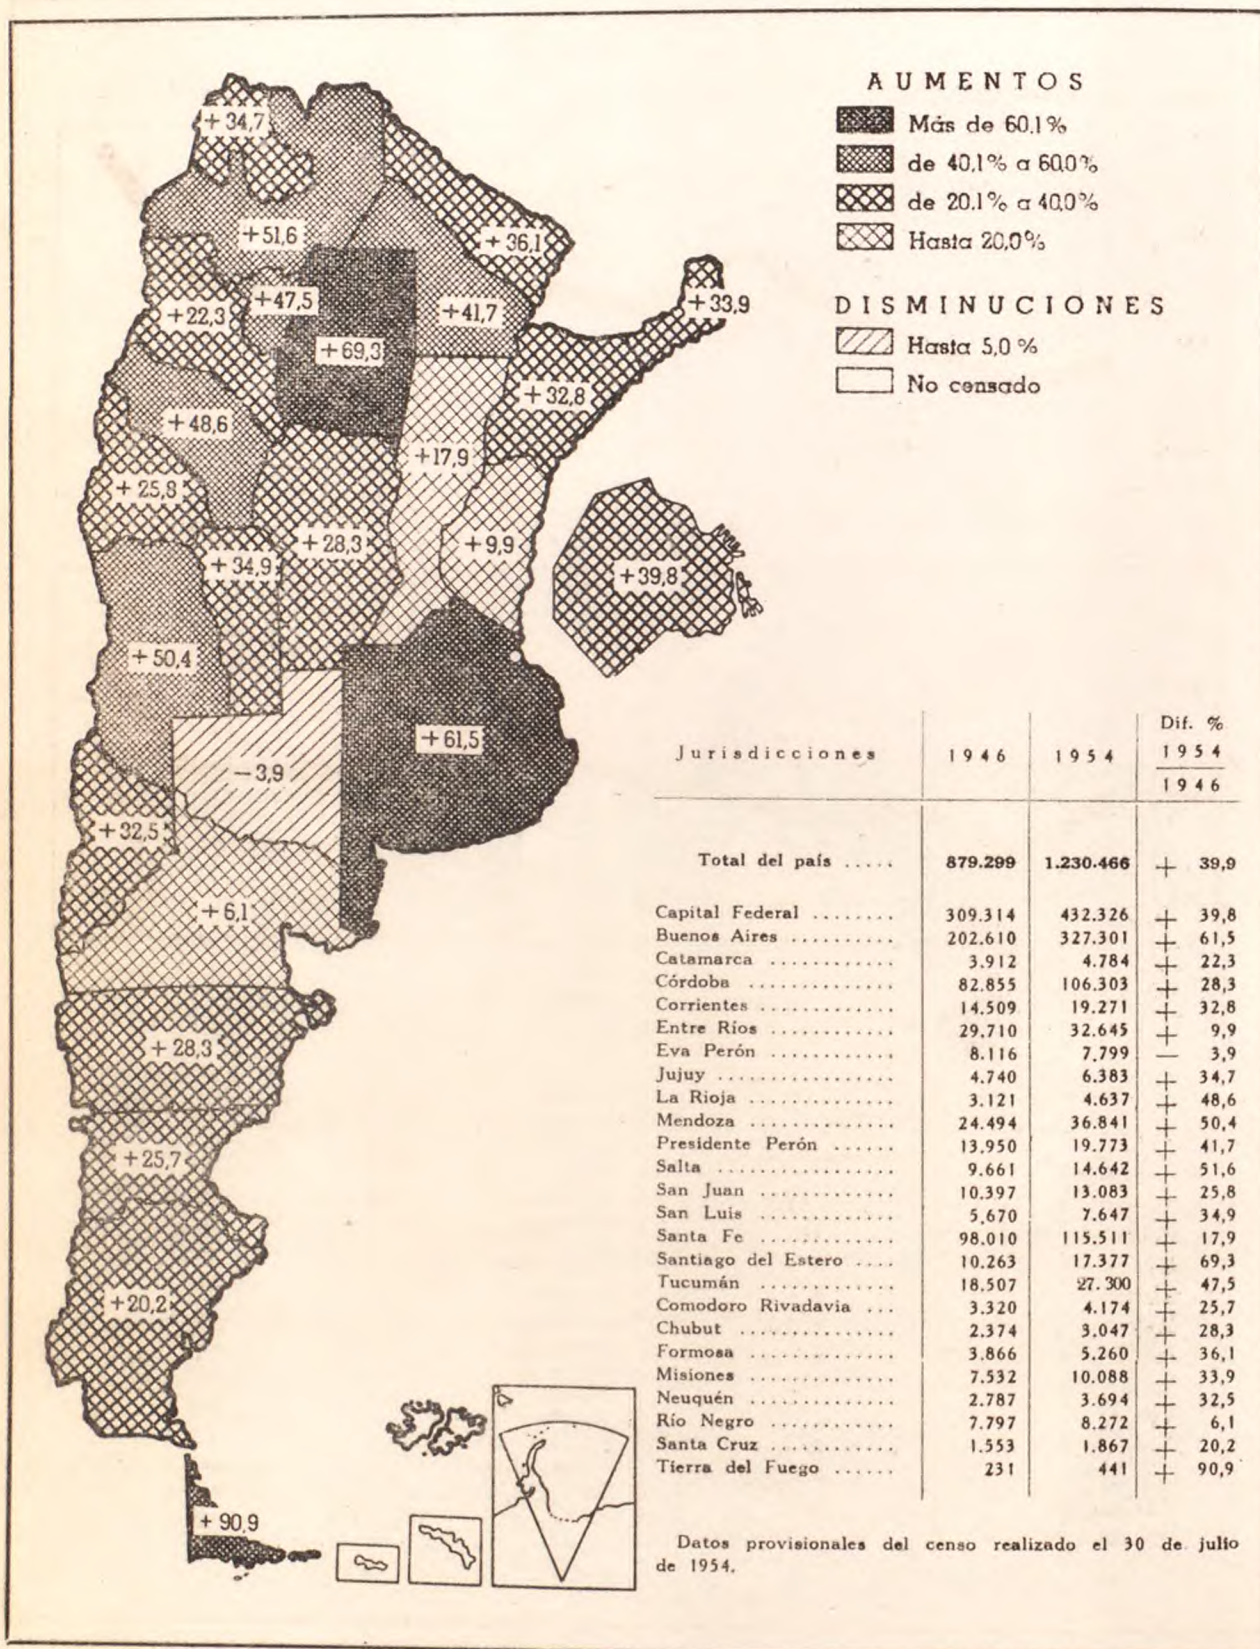 AUMENTOS
Más de 60.1%
de 40,1% a 60,0%
de 20.1% a 40,0%
Hasta 20,0%
DISMINUCIONES
Hasta 5,0 %
No censado
+ 34,7
+ 51,6
+ 36,1
+ 47,5
+ 22,3
+ 41,7
+ 33,9
+ 69,3
+ 32,8
+ 48,6
+ 17,9
+ 25,8
+ 28,3
+ 9,9
+ 34,9
+ 39,8
+ 50,4
+ 61,5
− 3,9
+ 32,5
+ 6,1
+ 28,3
+ 25,7
+ 20,2
+ 90,9
Jurisdicciones 1946 1954 Dif. % 1954 1946
Total del país ..... 879.299 1.230.466 + 39,9
Capital Federal ........ 309.314 432.326 + 39,8
Buenos Aires .......... 202.610 327.301 + 61,5
Catamarca ............ 3.912 4.784 + 22,3
Córdoba .............. 82.855 106.303 + 28,3
Corrientes .............. 14.509 19.271 + 32,8
Entre Ríos ............ 29.710 32.645 + 9,9
Eva Perón ............ 8.116 7.799 — 3,9
Jujuy ................. 4.740 6.383 + 34,7
La Rioja .............. 3.121 4.637 + 48,6
Mendoza .............. 24.494 36.841 + 50,4
Presidente Perón ...... 13.950 19.773 + 41,7
Salta ................. 9.661 14.642 + 51,6
San Juan ............. 10.397 13.083 + 25,8
San Luis ............. 5.670 7.647 + 34,9
Santa Fe ............. 98.010 115.511 + 17,9
Santiago del Estero .... 10.263 17.377 + 69,3
Tucumán ............. 18.507 27.300 + 47,5
Comodoro Rivadavia ... 3.320 4.174 + 25,7
Chubut ............... 2.374 3.047 + 28,3
Formosa .............. 3.866 5.260 + 36,1
Misiones .............. 7.532 10.088 + 33,9
Neuquén .............. 2.787 3.694 + 32,5
Río Negro ............ 7.797 8.272 + 6,1
Santa Cruz ............ 1.553 1.867 + 20,2
Tierra del Fuego ...... 231 441 + 90,9
Datos provisionales del censo realizado el 30 de julio
de 1954.